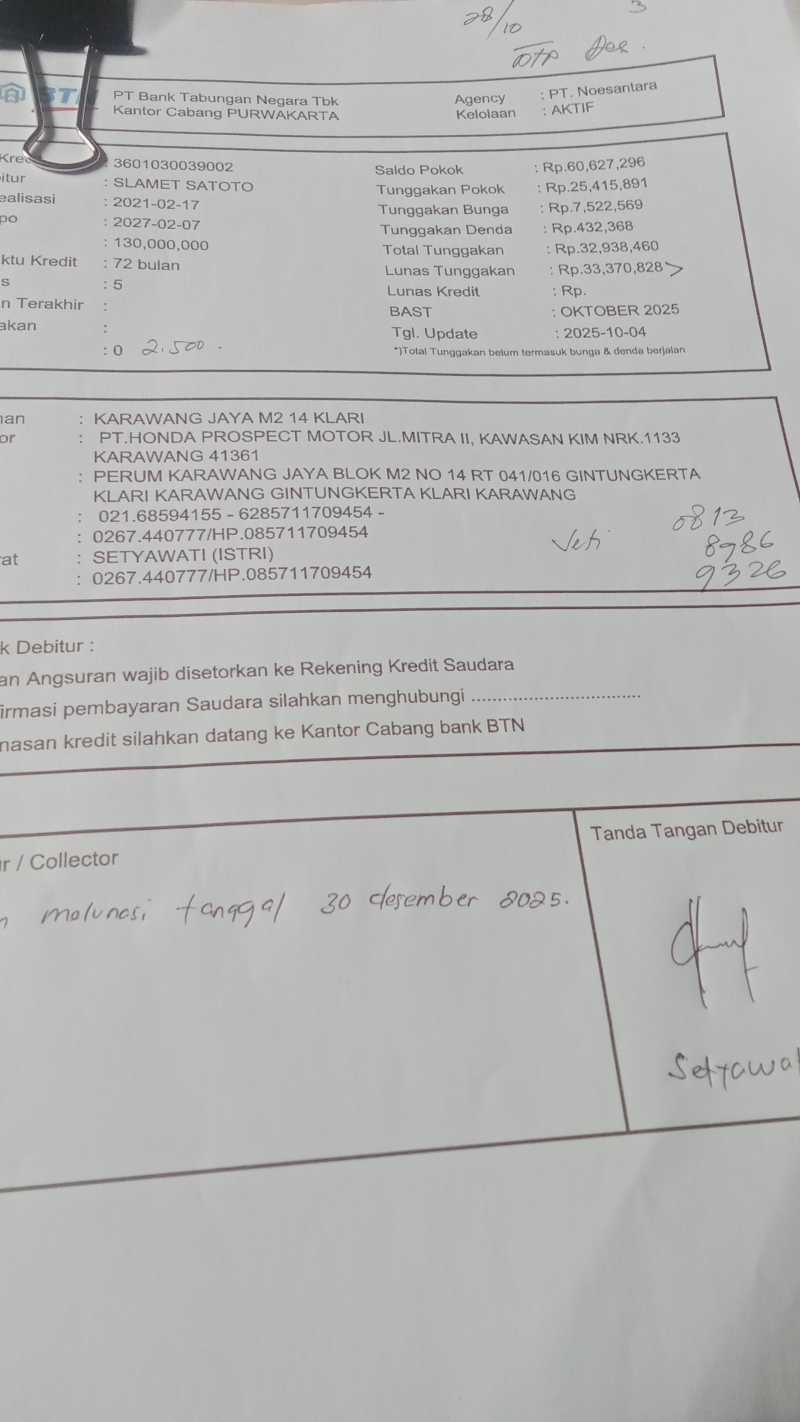 28/10 3
Des.
BTN PT Bank Tabungan Negara Tbk
Kantor Cabang PURWAKARTA
Agency : PT. Noesantara
Kelolaan : AKTIF
: 3601030039002
itur : SLAMET SATOTO
ealisasi : 2021-02-17
po : 2027-02-07
: 130,000,000
ktu Kredit : 72 bulan
s : 5
n Terakhir :
akan :
: 0 2.500 .
Saldo Pokok : Rp.60,627,296
Tunggakan Pokok : Rp.25,415,891
Tunggakan Bunga : Rp.7,522,569
Tunggakan Denda : Rp.432,368
Total Tunggakan : Rp.32,938,460
Lunas Tunggakan : Rp.33,370,828
Lunas Kredit : Rp.
BAST : OKTOBER 2025
Tgl. Update : 2025-10-04
*)Total Tunggakan belum termasuk bunga & denda berjalan
nan : KARAWANG JAYA M2 14 KLARI
or : PT.HONDA PROSPECT MOTOR JL.MITRA II, KAWASAN KIM NRK.1133
KARAWANG 41361
: PERUM KARAWANG JAYA BLOK M2 NO 14 RT 041/016 GINTUNGKERTA
KLARI KARAWANG GINTUNGKERTA KLARI KARAWANG
: 021.68594155 - 6285711709454 -
: 0267.440777/HP.085711709454
rat : SETYAWATI (ISTRI)
: 0267.440777/HP.085711709454
Yeti 0813
8986
9326
k Debitur :
an Angsuran wajib disetorkan ke Rekening Kredit Saudara
irmasi pembayaran Saudara silahkan menghubungi ................................
nasan kredit silahkan datang ke Kantor Cabang bank BTN
r / Collector
melunasi tanggal 30 desember 2025.
Tanda Tangan Debitur
Setyawa